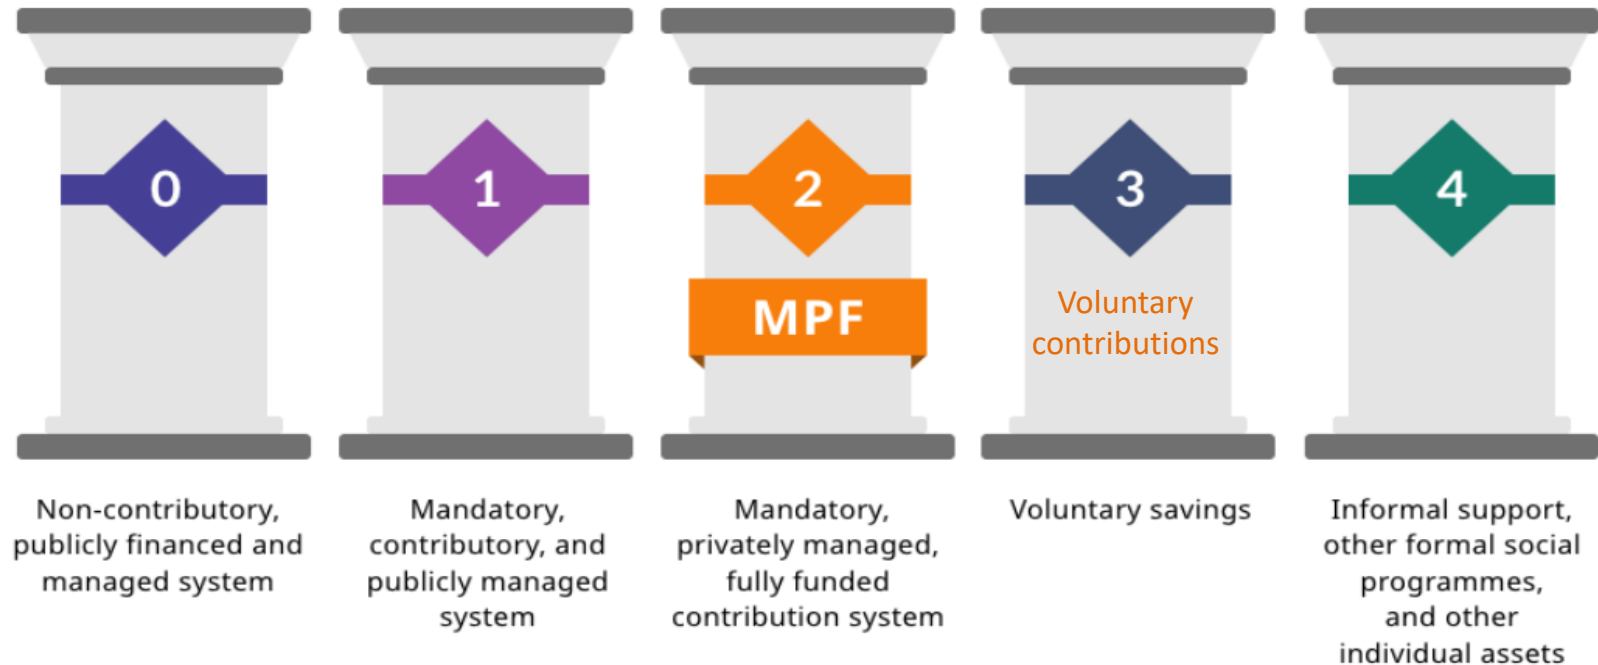 0
Non-contributory,
publicly financed and
managed system
1
Mandatory,
contributory, and
publicly managed
system
2
MPF
Mandatory,
privately managed,
fully funded
contribution system
3
Voluntary
contributions
Voluntary savings
4
Informal support,
other formal social
programmes,
and other
individual assets